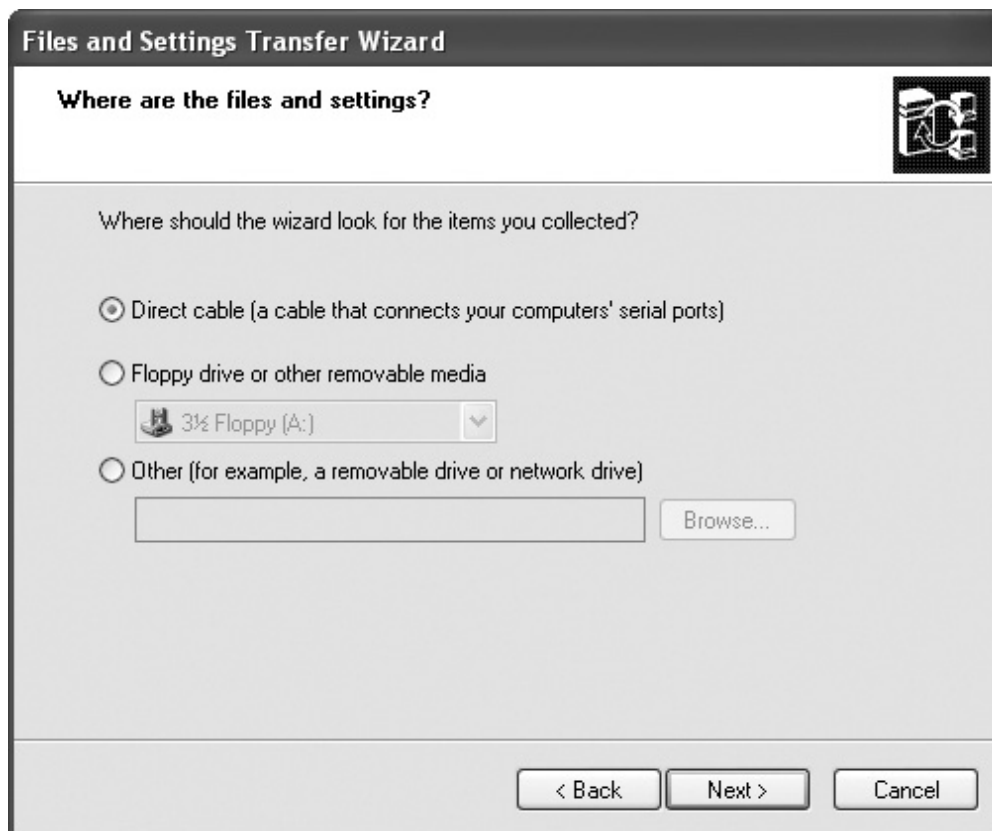 Files and Settings Transfer Wizard
Where are the files and settings?
Where should the wizard look for the items you collected?
Direct cable (a cable that connects your computers' serial ports)
Floppy drive or other removable media
3½ Floppy (A:)
Other (for example, a removable drive or network drive)
Browse...
< Back Next > Cancel